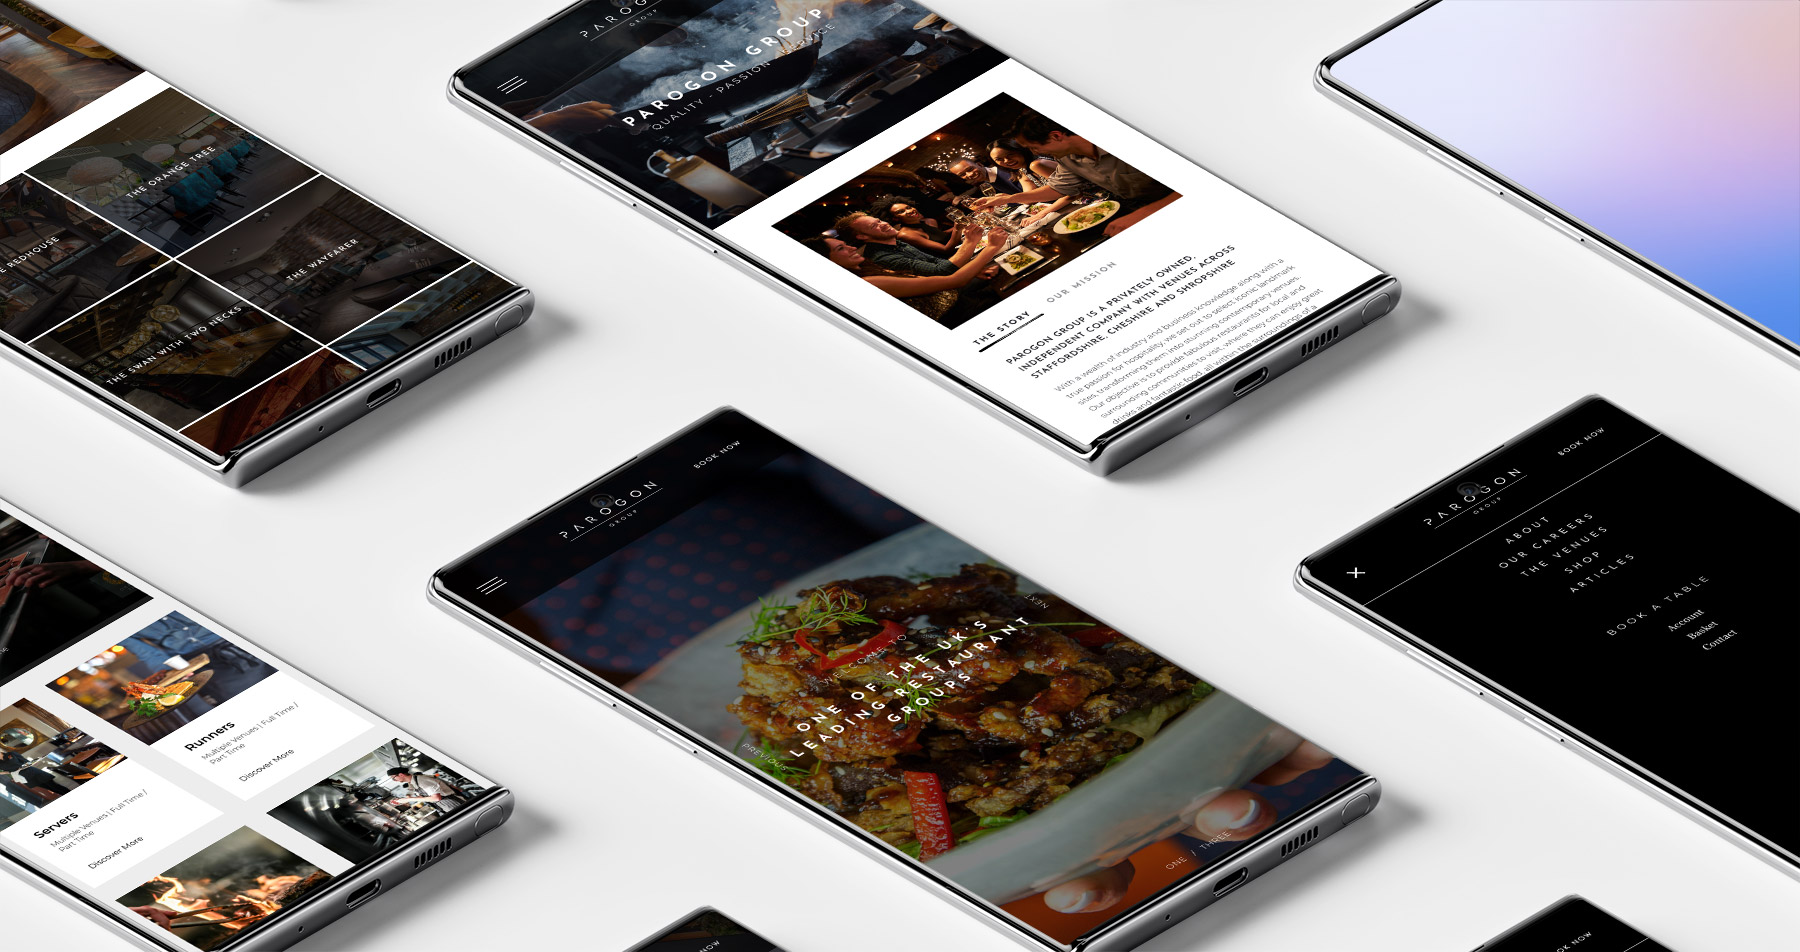 THE ORANGE TREE
REDHOUSE
THE WAYFARER
THE SWAN WITH TWO NECKS
PAROG
GROUP
PAROGON GROUP
QUALITY - PASSION - SERVICE
OUR MISSION
THE STORY
PAROGON GROUP IS A PRIVATELY OWNED,
INDEPENDENT COMPANY WITH VENUES ACROSS
STAFFORDSHIRE, CHESHIRE AND SHROPSHIRE
With a wealth of industry and business knowledge along with a
true passion for hospitality, we set out to select iconic landmark
sites, transforming them into stunning, contemporary venues.
Our objective is to provide fabulous restaurants for local and
surrounding communities to visit, where they can enjoy great
drinks and fantastic food, all within the surroundings of a
Runners
Multiple Venues | Full Time /
Part Time
Discover More
Servers
Multiple Venues | Full Time /
Part Time
Discover More
BOOK NOW
PAROGON
GROUP
WELCOME TO
ONE OF THE UK'S
LEADING RESTAURANT
GROUPS
NEXT
PREVIOUS
ONE / THREE
BOOK NOW
PAROGON
GROUP
ABOUT
OUR CAREERS
THE VENUES
SHOP
ARTICLES
BOOK A TABLE
Account
Basket
Contact
NOW
BOOK NOW